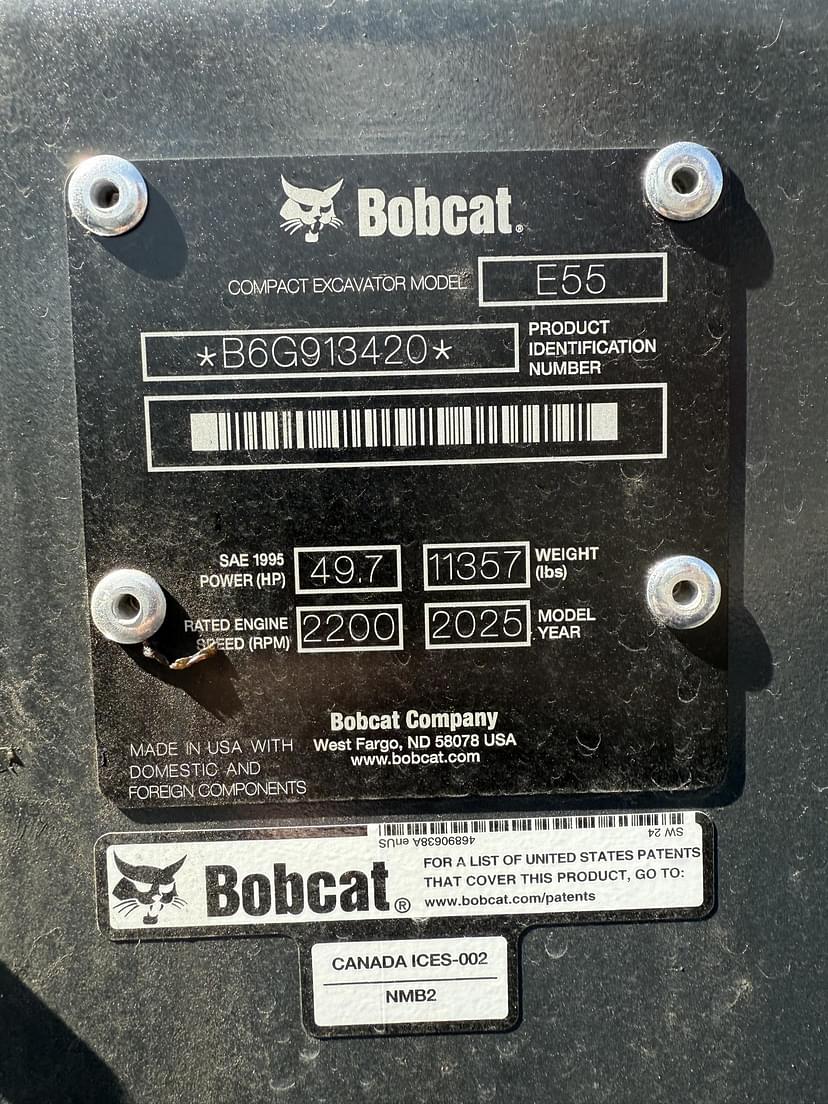 Bobcat®
COMPACT EXCAVATOR MODEL E55
*B6G913420*
PRODUCT
IDENTIFICATION
NUMBER
SAE 1995
POWER (HP) 49.7
11357 WEIGHT
(lbs)
RATED ENGINE
SPEED (RPM) 2200
2025 MODEL
YEAR
Bobcat Company
West Fargo, ND 58078 USA
www.bobcat.com
MADE IN USA WITH
DOMESTIC AND
FOREIGN COMPONENTS
46890638A enUS
SW 24
Bobcat®
FOR A LIST OF UNITED STATES PATENTS
THAT COVER THIS PRODUCT, GO TO:
www.bobcat.com/patents
CANADA ICES-002
NMB2